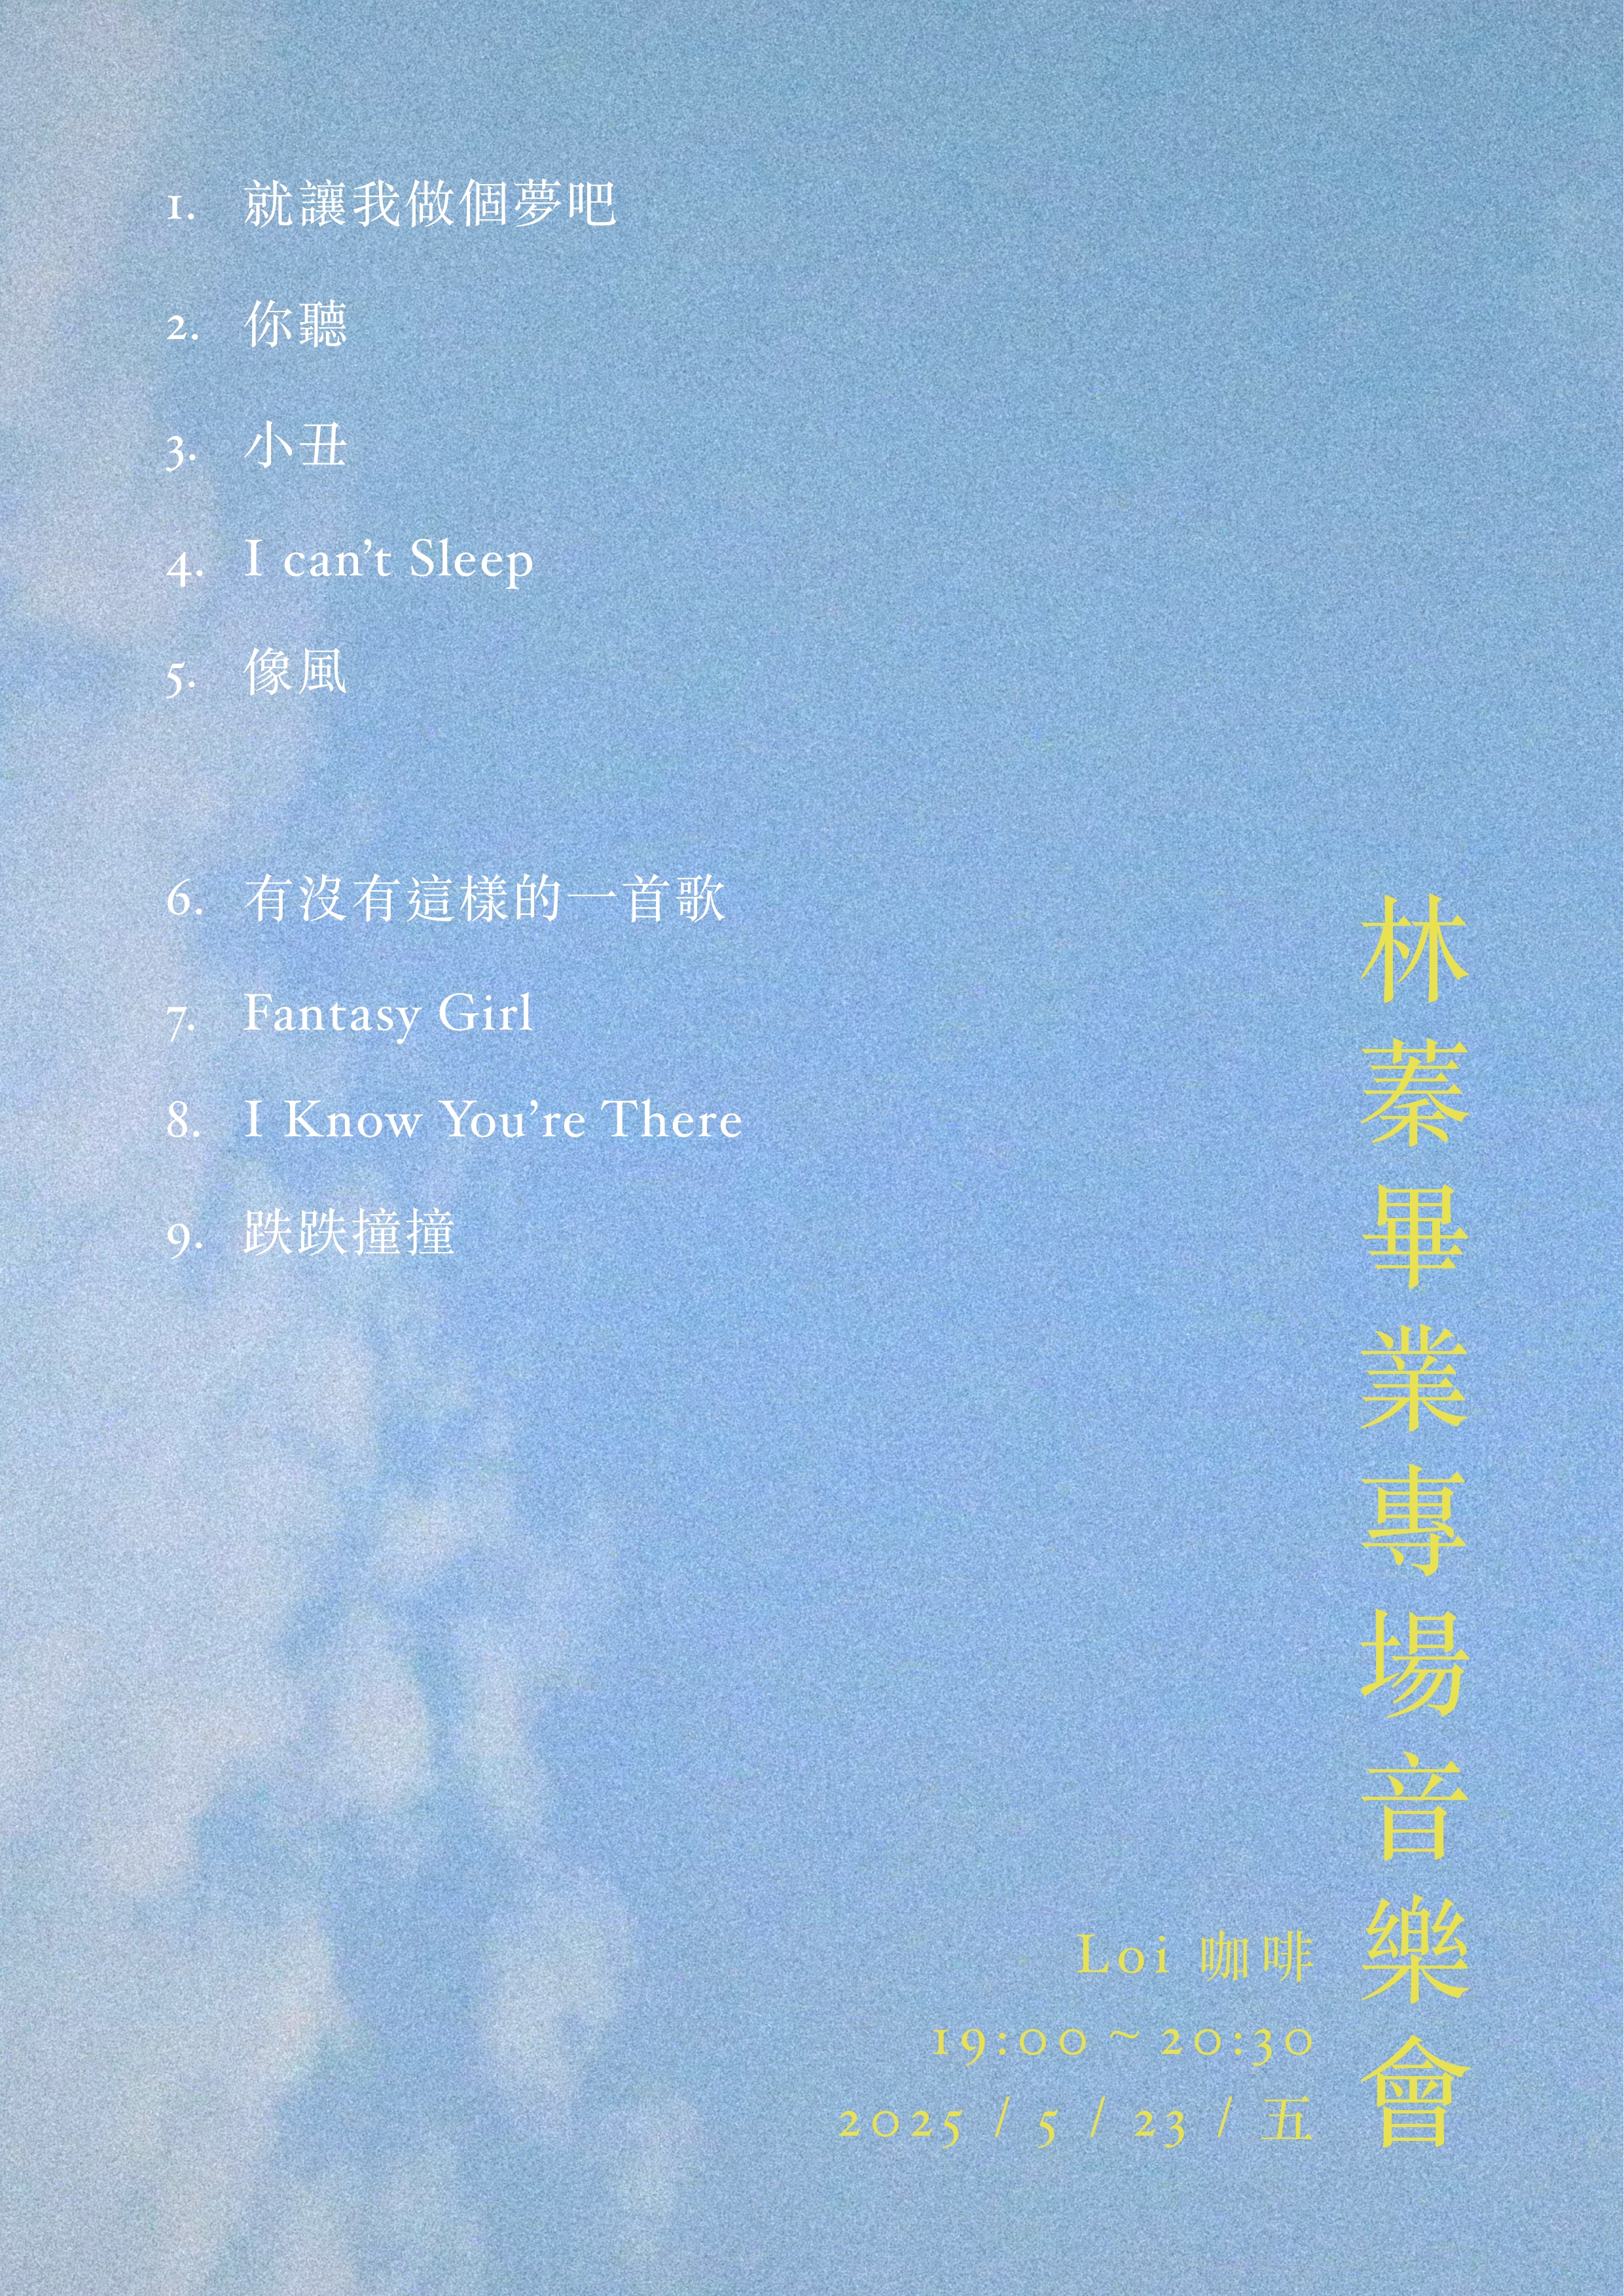 1. 就讓我做個夢吧
2. 你聽
3. 小丑
4. I can’t Sleep
5. 像風
6. 有沒有這樣的一首歌
7. Fantasy Girl
8. I Know You’re There
9. 跌跌撞撞
林蓁畢業專場音樂會
Loi 咖啡
19:00 ~ 20:30
2025 / 5 / 23 / 五